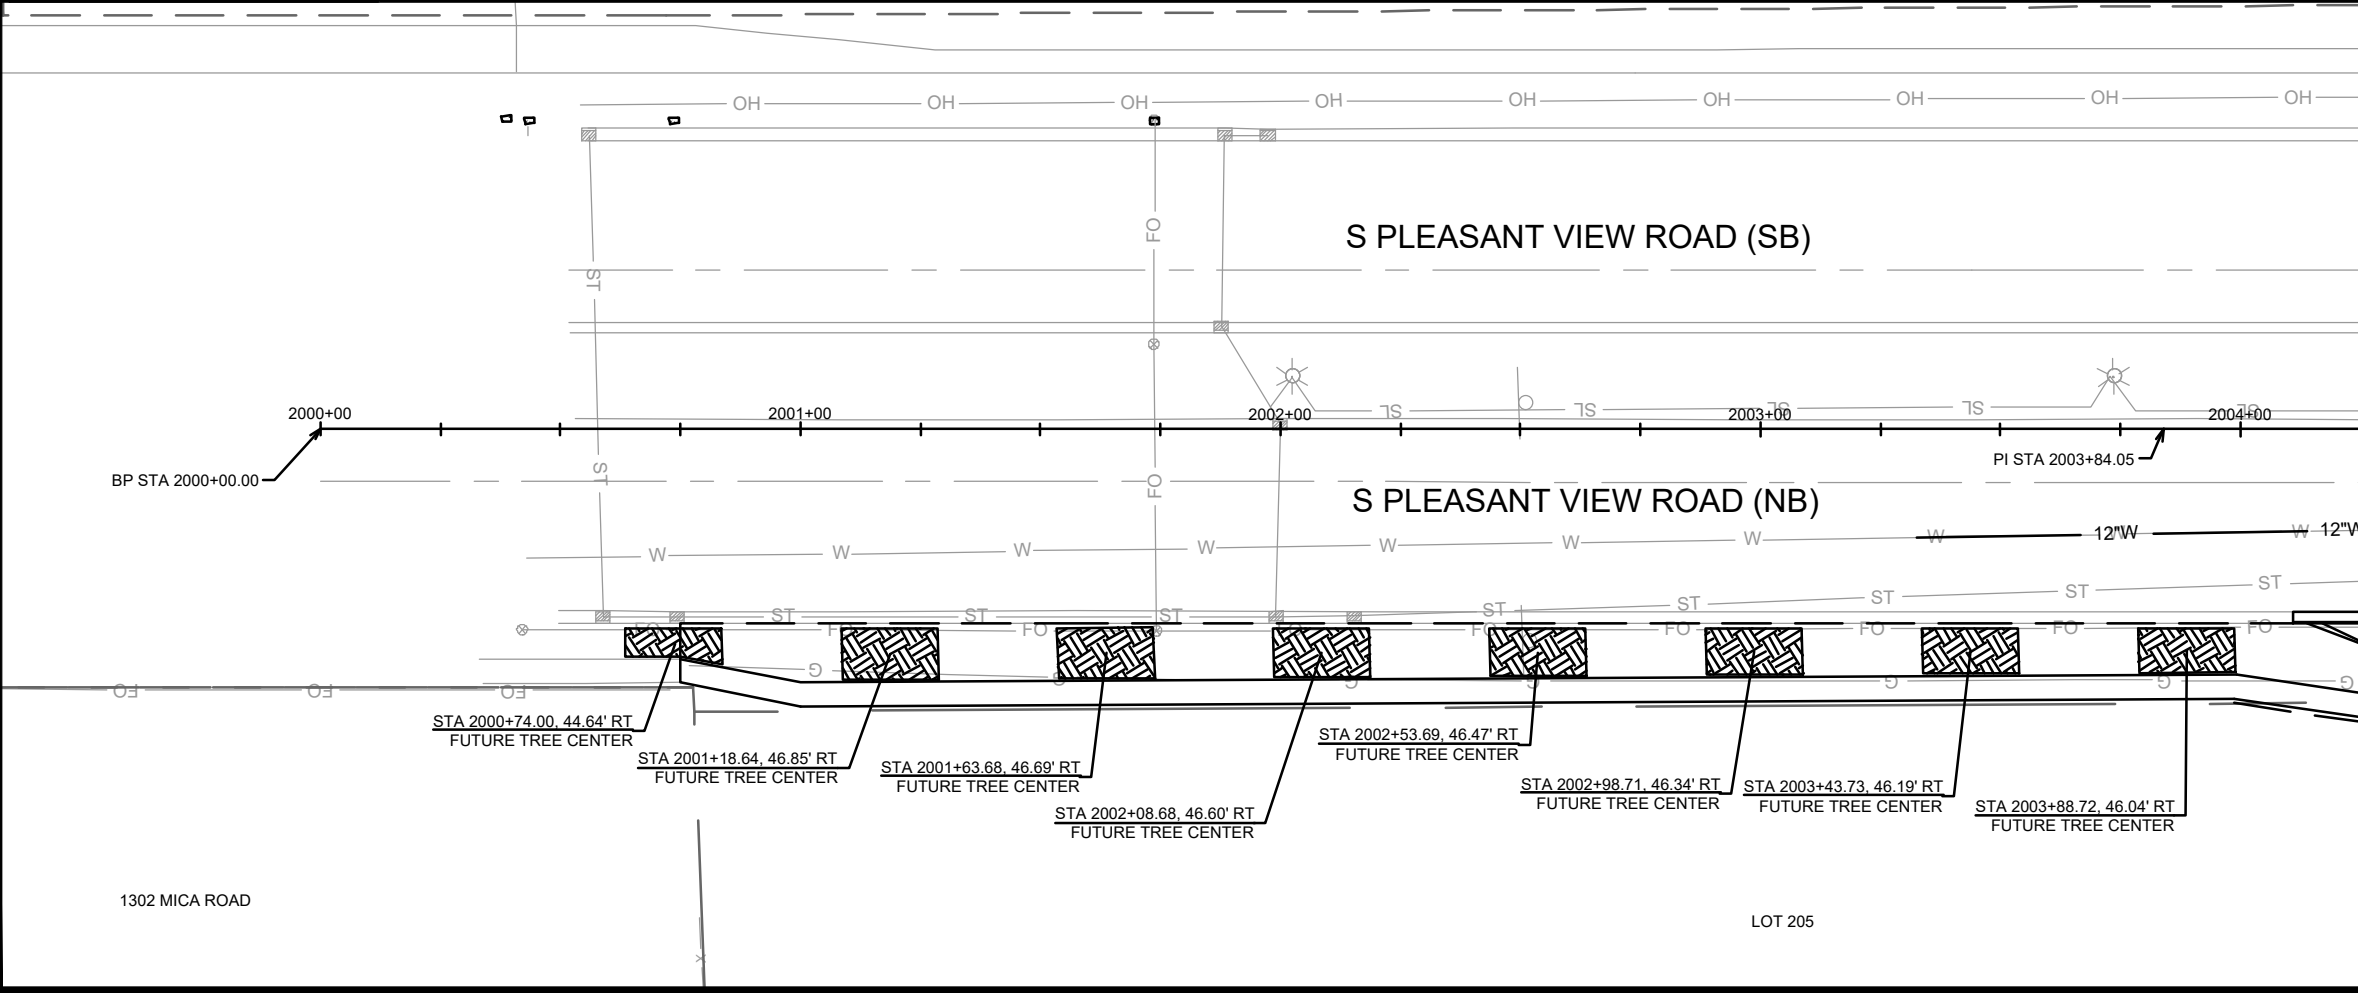 OH OH OH OH OH OH OH OH OH
FO
S PLEASANT VIEW ROAD (SB)
ST
2000+00 2001+00 2002+00 2003+00 2004+00
SL SL SL SL SL
BP STA 2000+00.00
PI STA 2003+84.05
ST
FO
S PLEASANT VIEW ROAD (NB)
W W W W W W W W W W
12"W 12"W
ST ST ST ST ST ST ST ST
FO FO FO FO FO FO FO FO FO
G G G G G G G
FO FO FO
STA 2000+74.00, 44.64' RT
FUTURE TREE CENTER
STA 2001+18.64, 46.85' RT
FUTURE TREE CENTER
STA 2001+63.68, 46.69' RT
FUTURE TREE CENTER
STA 2002+08.68, 46.60' RT
FUTURE TREE CENTER
STA 2002+53.69, 46.47' RT
FUTURE TREE CENTER
STA 2002+98.71, 46.34' RT
FUTURE TREE CENTER
STA 2003+43.73, 46.19' RT
FUTURE TREE CENTER
STA 2003+88.72, 46.04' RT
FUTURE TREE CENTER
1302 MICA ROAD
LOT 205
x